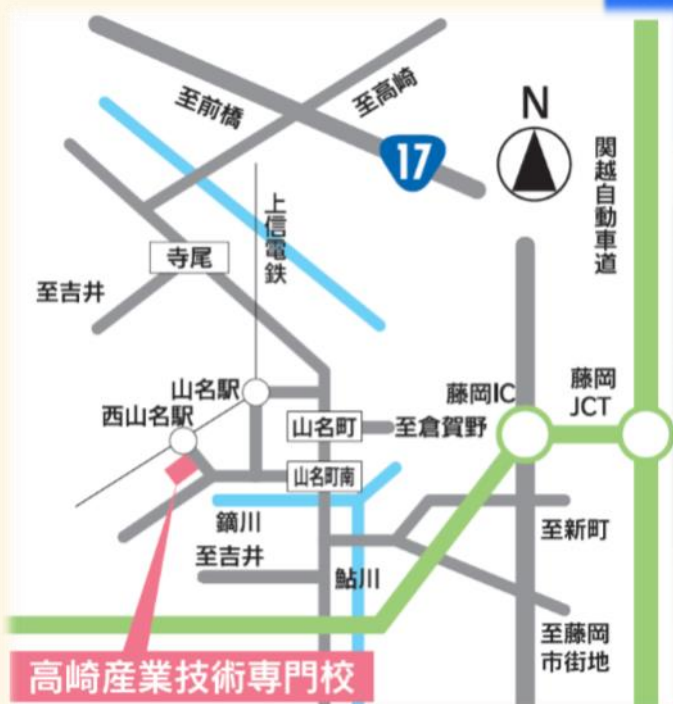 至前橋
至高崎
17
N
関越自動車道
上信電鉄
寺尾
至吉井
山名駅
西山名駅
山名町
至倉賀野
藤岡IC
藤岡
JCT
山名町南
鏑川
至吉井
鮎川
至新町
至藤岡
市街地
高崎産業技術専門校